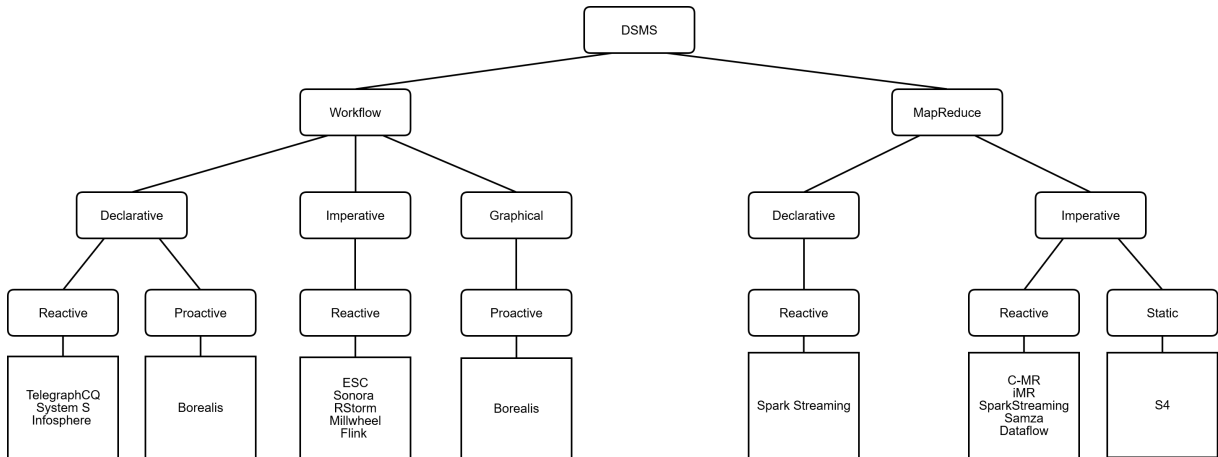 DSMS
Workflow
MapReduce
Declarative
Imperative
Graphical
Declarative
Imperative
Reactive
Proactive
Reactive
Proactive
Reactive
Reactive
Static
TelegraphCQ
System S
Infosphere
Borealis
ESC
Sonora
RStorm
Millwheel
Flink
Borealis
Spark Streaming
C-MR
iMR
SparkStreaming
Samza
Dataflow
S4